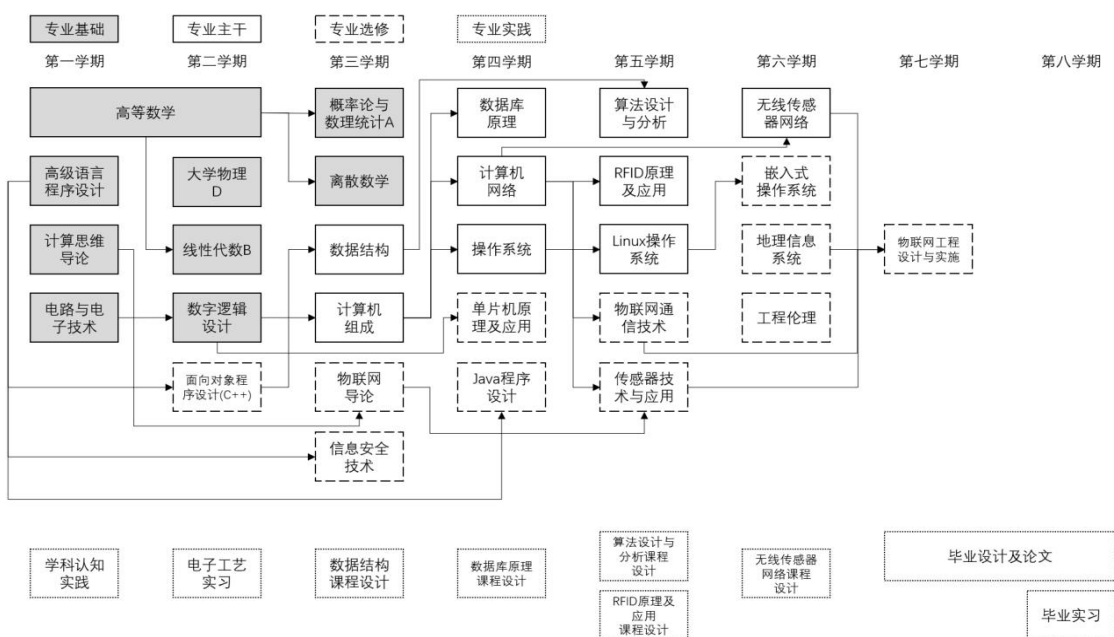 专业基础
专业主干
专业选修
专业实践
第一学期
第二学期
第三学期
第四学期
第五学期
第六学期
第七学期
第八学期
高等数学
概率论与
数理统计A
数据库
原理
算法设计
与分析
无线传感
器网络
高级语言
程序设计
大学物理
D
离散数学
计算机
网络
RFID原理
及应用
嵌入式
操作系统
计算思维
导论
线性代数B
数据结构
操作系统
Linux操作
系统
地理信息
系统
物联网工程
设计与实施
电路与电
子技术
数字逻辑
设计
计算机
组成
单片机原
理及应用
物联网通
信技术
工程伦理
面向对象程
序设计(C++)
物联网
导论
Java程序
设计
传感器技
术与应用
信息安全
技术
学科认知
实践
电子工艺
实习
数据结构
课程设计
数据库原理
课程设计
算法设计与
分析课程
设计
无线传感器
网络课程
设计
毕业设计及论文
RFID原理及
应用
课程设计
毕业实习